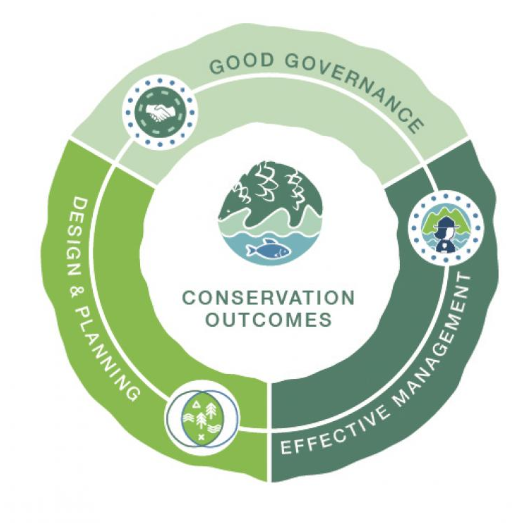 GOOD GOVERNANCE
DESIGN & PLANNING
CONSERVATION
OUTCOMES
EFFECTIVE MANAGEMENT